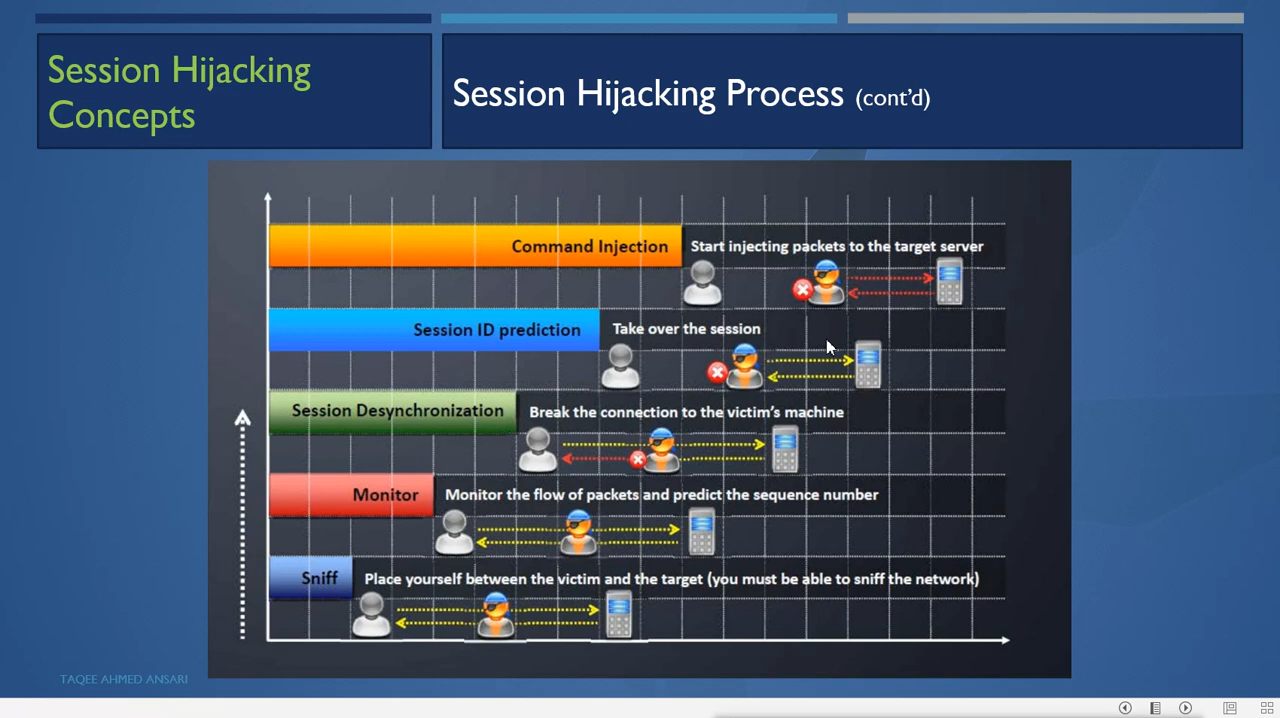 Session Hijacking
Concepts
Session Hijacking Process (cont'd)
Command Injection
Start injecting packets to the target server
Session ID prediction
Take over the session
Session Desynchronization
Break the connection to the victim's machine
Monitor
Monitor the flow of packets and predict the sequence number
Sniff
Place yourself between the victim and the target (you must be able to sniff the network)
TAQEE AHMED ANSARI